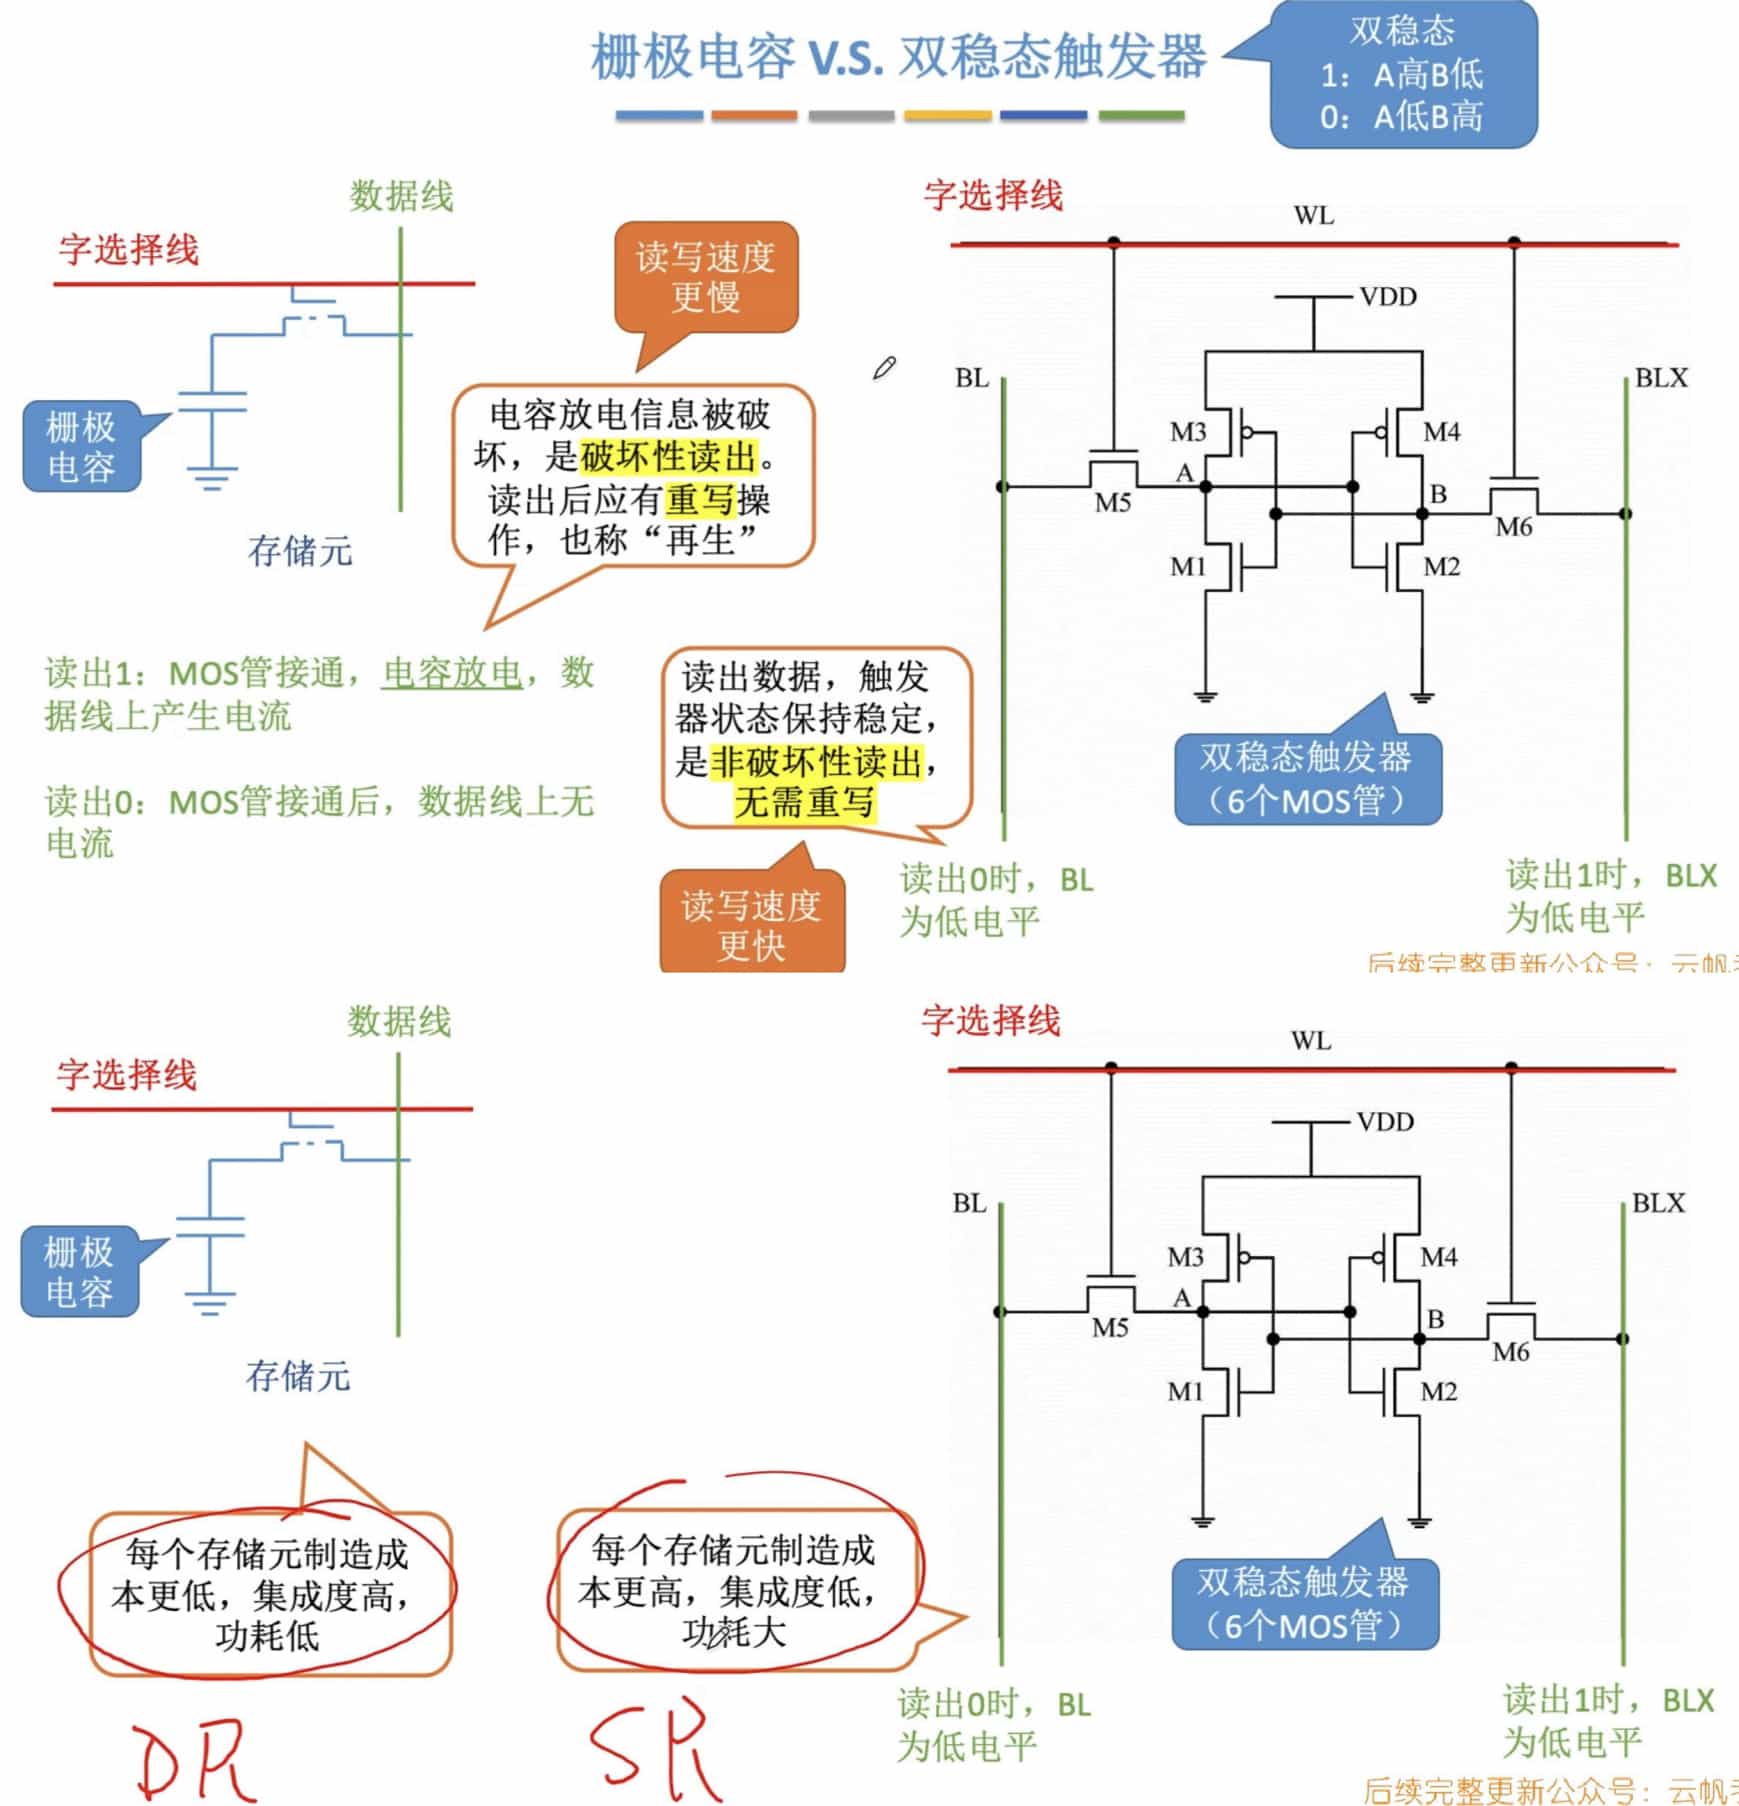 栅极电容 V.S. 双稳态触发器
双稳态
1：A高B低
0：A低B高
数据线
字选择线
栅极
电容
存储元
读写速度
更慢
电容放电信息被破
坏，是破坏性读出。
读出后应有重写操
作，也称“再生”
读出1：MOS管接通，电容放电，数
据线上产生电流
读出0：MOS管接通后，数据线上无
电流
读出数据，触发
器状态保持稳定，
是非破坏性读出，
无需重写
读写速度
更快
字选择线
WL
VDD
BL
BLX
M3
M4
A
B
M5
M6
M1
M2
双稳态触发器
（6个MOS管）
读出0时，BL
为低电平
读出1时，BLX
为低电平
后续完整更新公众号：云帆
数据线
字选择线
栅极
电容
存储元
每个存储元制造成
本更低，集成度高，
功耗低
DR
每个存储元制造成
本更高，集成度低，
功耗大
SR
字选择线
WL
VDD
BL
BLX
M3
M4
A
B
M5
M6
M1
M2
双稳态触发器
（6个MOS管）
读出0时，BL
为低电平
读出1时，BLX
为低电平
后续完整更新公众号：云帆